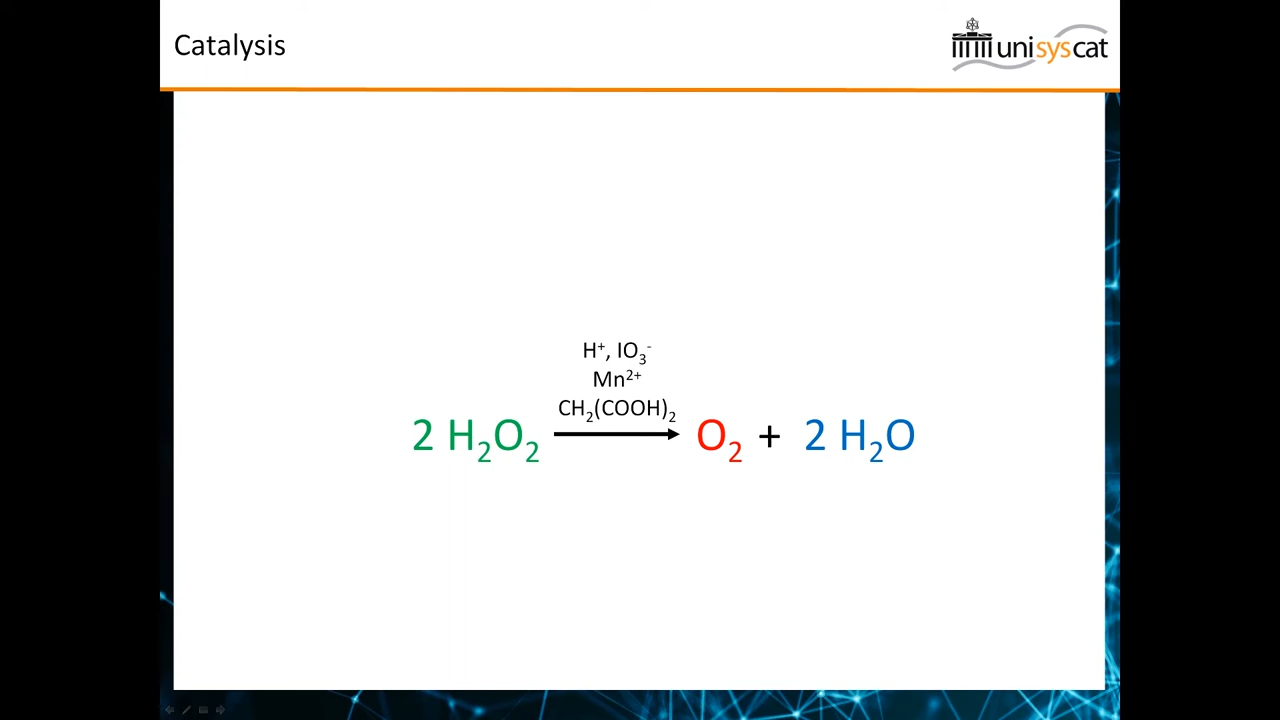 Catalysis
unisyscat
H⁺, IO₃⁻
Mn²⁺
CH₂(COOH)₂
2 H₂O₂ → O₂ + 2 H₂O